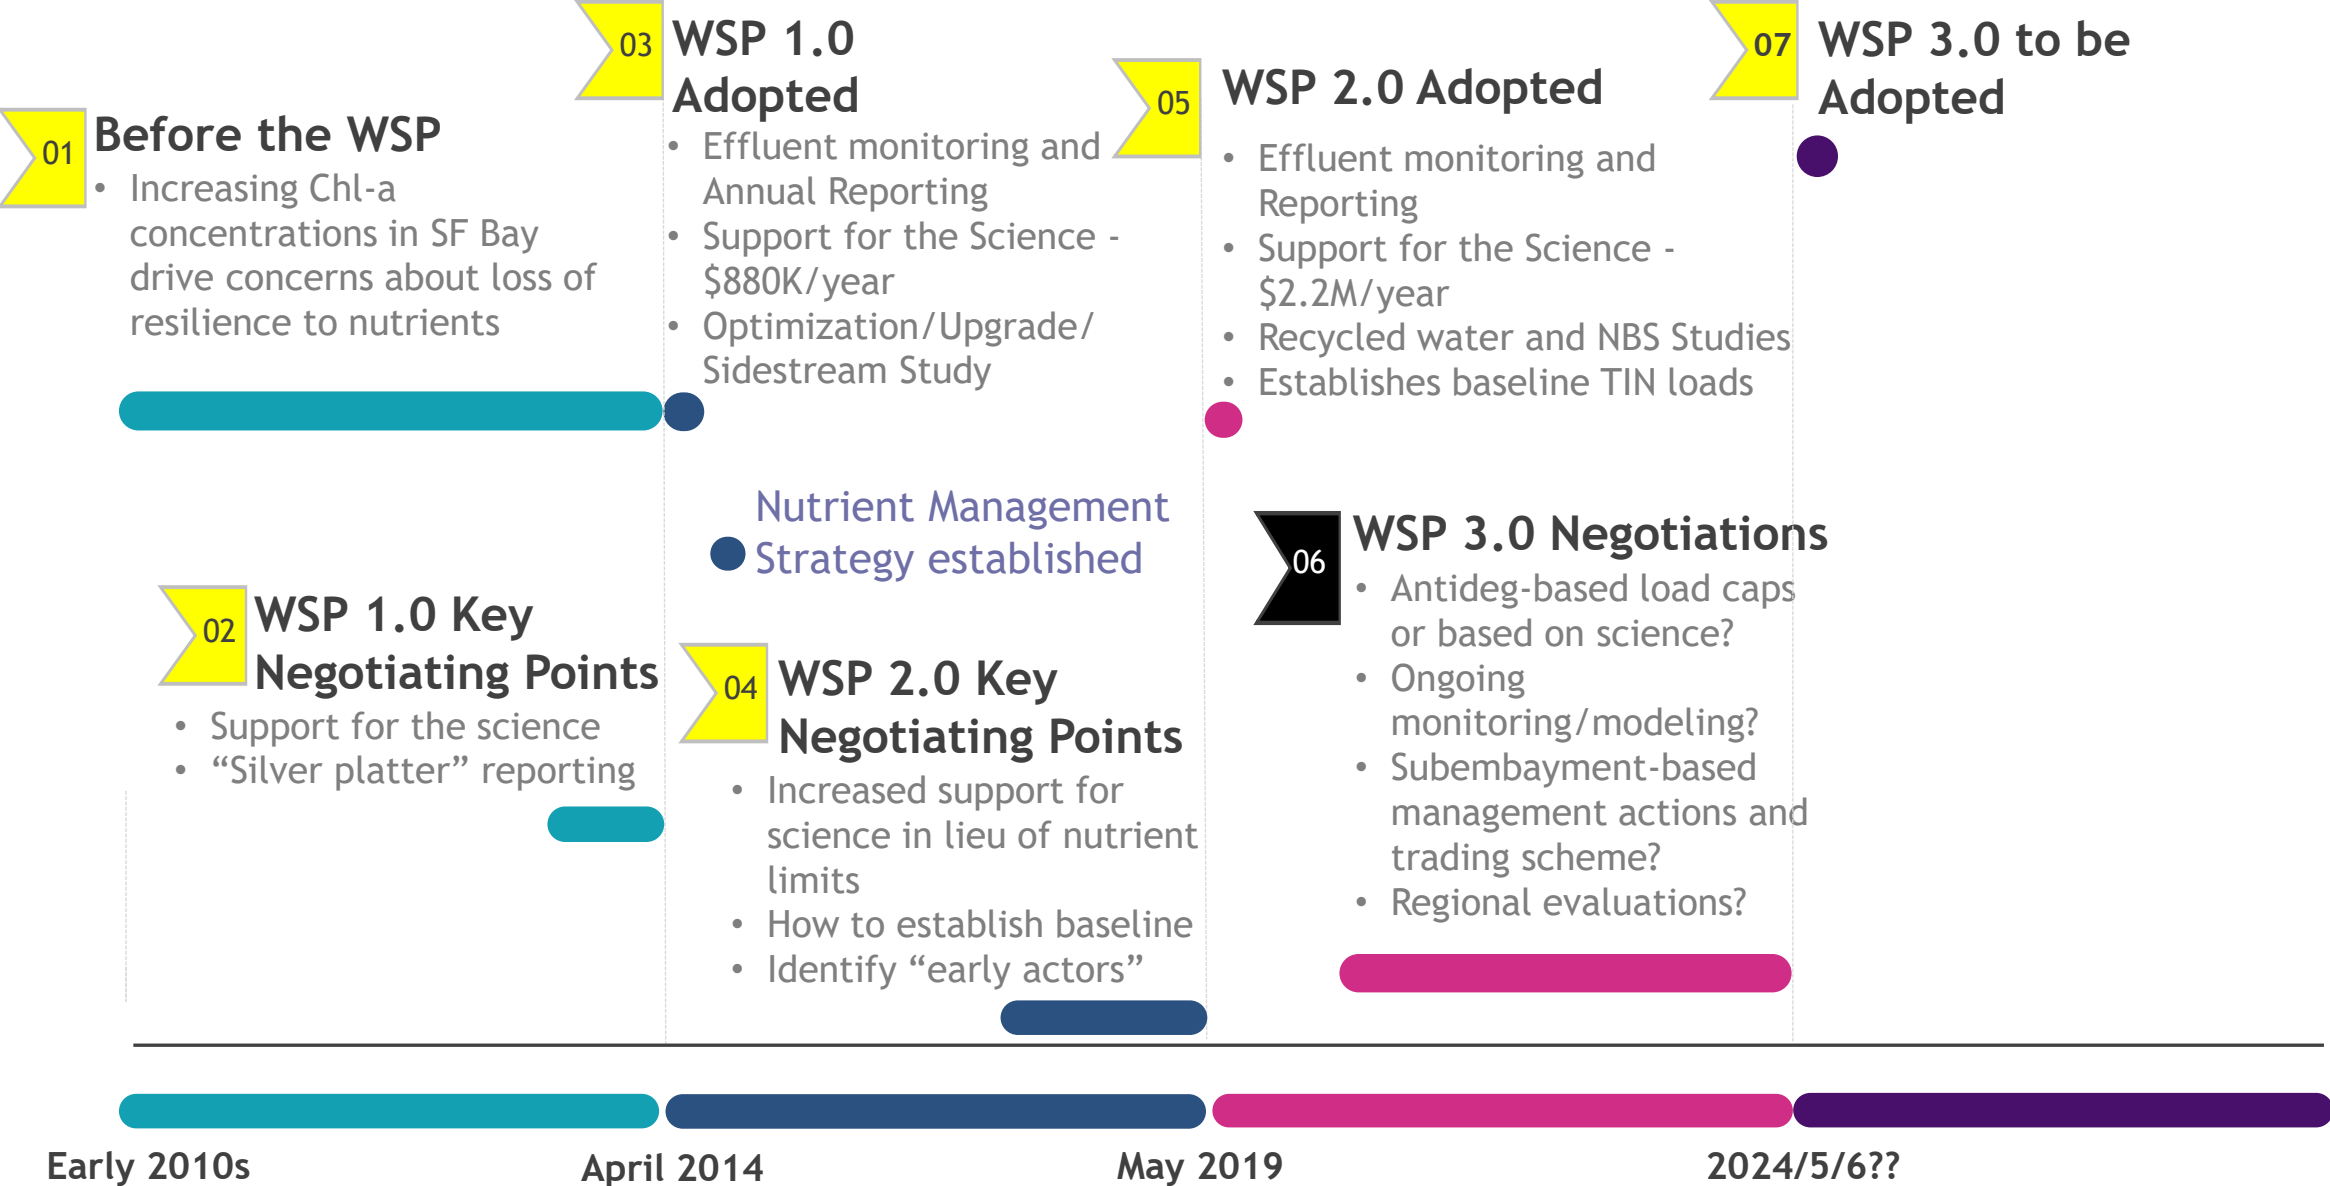 01
Before the WSP
• Increasing Chl-a
concentrations in SF Bay
drive concerns about loss of
resilience to nutrients
02
WSP 1.0 Key
Negotiating Points
• Support for the science
• “Silver platter” reporting
03
WSP 1.0
Adopted
• Effluent monitoring and
Annual Reporting
• Support for the Science -
$880K/year
• Optimization/Upgrade/
Sidestream Study
Nutrient Management
Strategy established
04
WSP 2.0 Key
Negotiating Points
• Increased support for
science in lieu of nutrient
limits
• How to establish baseline
• Identify “early actors”
05
WSP 2.0 Adopted
• Effluent monitoring and
Reporting
• Support for the Science -
$2.2M/year
• Recycled water and NBS Studies
• Establishes baseline TIN loads
06
WSP 3.0 Negotiations
• Antideg-based load caps
or based on science?
• Ongoing
monitoring/modeling?
• Subembayment-based
management actions and
trading scheme?
• Regional evaluations?
07
WSP 3.0 to be
Adopted
Early 2010s
April 2014
May 2019
2024/5/6??